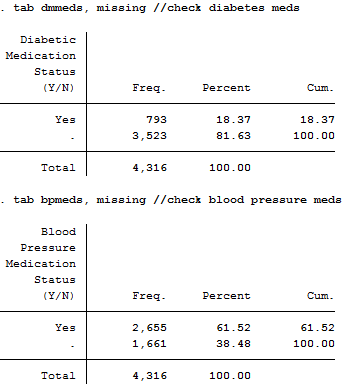 . tab dmmeds, missing //check diabetes meds
Diabetic
Medication
Status
(Y/N) Freq. Percent Cum.
Yes 793 18.37 18.37
. 3,523 81.63 100.00
Total 4,316 100.00
. tab bpmeds, missing //check blood pressure meds
Blood
Pressure
Medication
Status
(Y/N) Freq. Percent Cum.
Yes 2,655 61.52 61.52
. 1,661 38.48 100.00
Total 4,316 100.00